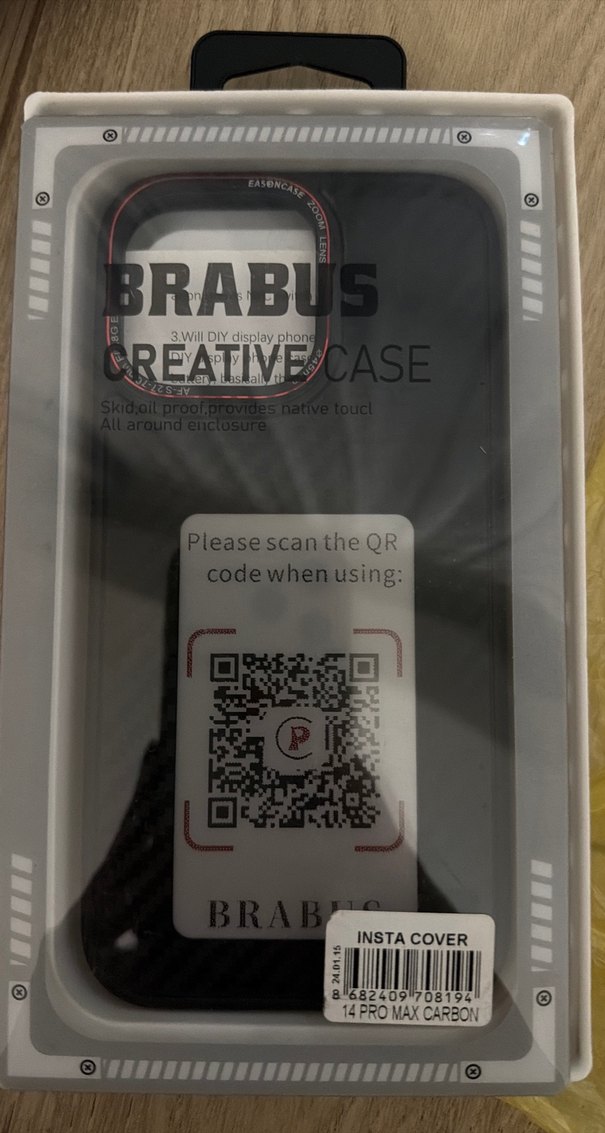 EASONCASE ZOOM LENS
BRABUS
3.Will DIY display phone
CREATIVE CASE
Skid,oil proof,provides native toucl
All around enclosure
Please scan the QR
code when using:
P
BRABUS
INSTA COVER
24.01.15
8 682409 708194
14 PRO MAX CARBON